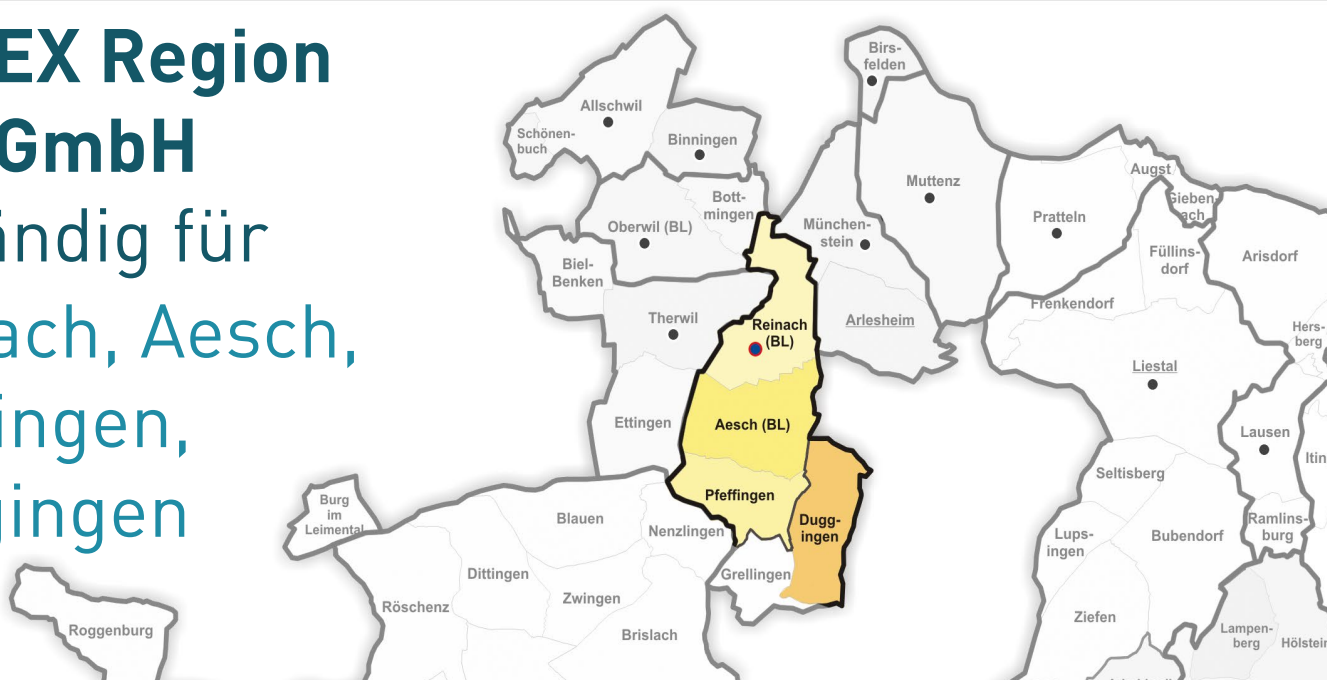 EX Region
GmbH
ändig für
ach, Aesch,
ingen,
gingen
Birs-
felden
Allschwil
Schönen-
buch
Binningen
Muttenz
Augst
Gieben-
ach
Bott-
mingen
Oberwil (BL)
München-
stein
Pratteln
Füllins-
dorf
Arisdorf
Biel-
Benken
Frenkendorf
Therwil
Reinach
(BL)
Arlesheim
Hers-
berg
Liestal
Ettingen
Aesch (BL)
Lausen
Itin
Seltisberg
Burg
im
Leimental
Pfeffingen
Blauen
Nenzlingen
Dugg-
ingen
Lups-
ingen
Bubendorf
Ramlins-
burg
Dittingen
Grellingen
Röschenz
Zwingen
Ziefen
Roggenburg
Brislach
Lampen-
berg
Hölstein